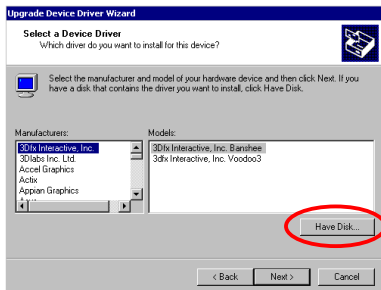 Upgrade Device Driver Wizard
Select a Device Driver
Which driver do you want to install for this device?
Select the manufacturer and model of your hardware device and then click Next. If you
have a disk that contains the driver you want to install, click Have Disk.
Manufacturers:
3Dfx Interactive, Inc.
3Dlabs Inc. Ltd.
Accel Graphics
Actix
Appian Graphics
Models:
3Dfx Interactive, Inc. Banshee
3dfx Interactive, Inc. Voodoo3
Have Disk...
< Back
Next >
Cancel